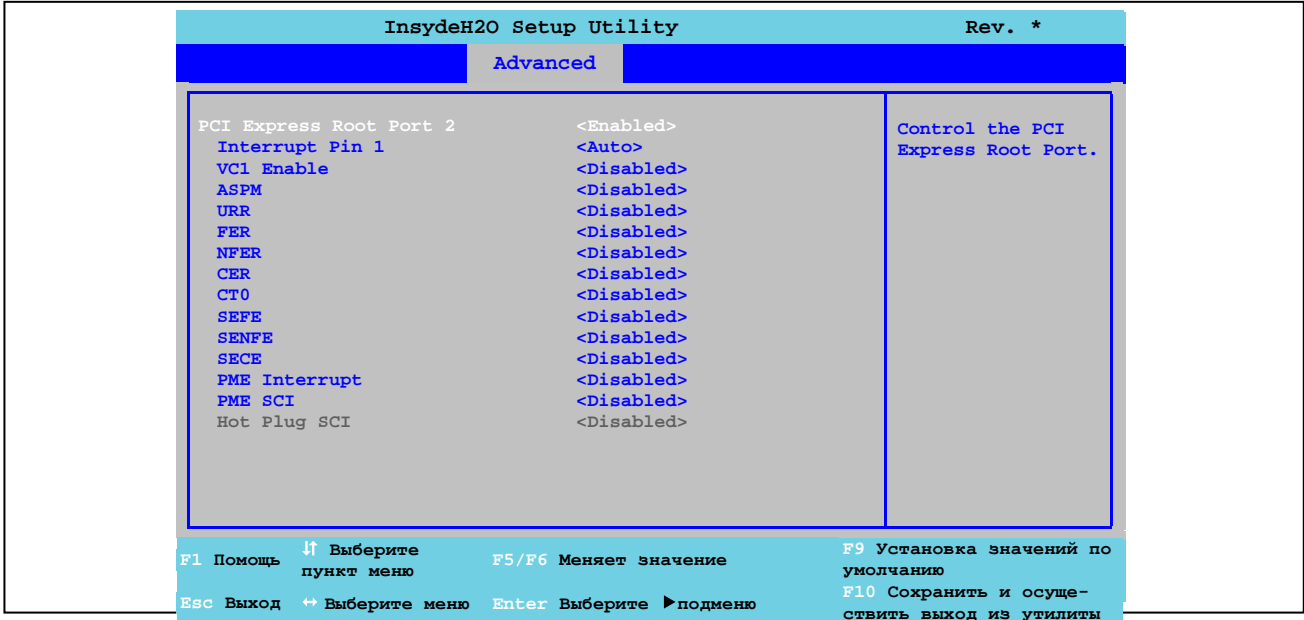 InsydeH2O Setup Utility Rev. *
Advanced
PCI Express Root Port 2 <Enabled>
Interrupt Pin 1 <Auto>
VC1 Enable <Disabled>
ASPM <Disabled>
URR <Disabled>
FER <Disabled>
NFER <Disabled>
CER <Disabled>
CT0 <Disabled>
SEFE <Disabled>
SENFE <Disabled>
SECE <Disabled>
PME Interrupt <Disabled>
PME SCI <Disabled>
Hot Plug SCI <Disabled>
Control the PCI
Express Root Port.
F1 Помощь
↓↑ Выберите
пункт меню
F5/F6 Меняет значение
F9 Установка значений по
умолчанию
Esc Выход
↔ Выберите меню
Enter Выберите ▶подменю
F10 Сохранить и осуще-
ствить выход из утилиты